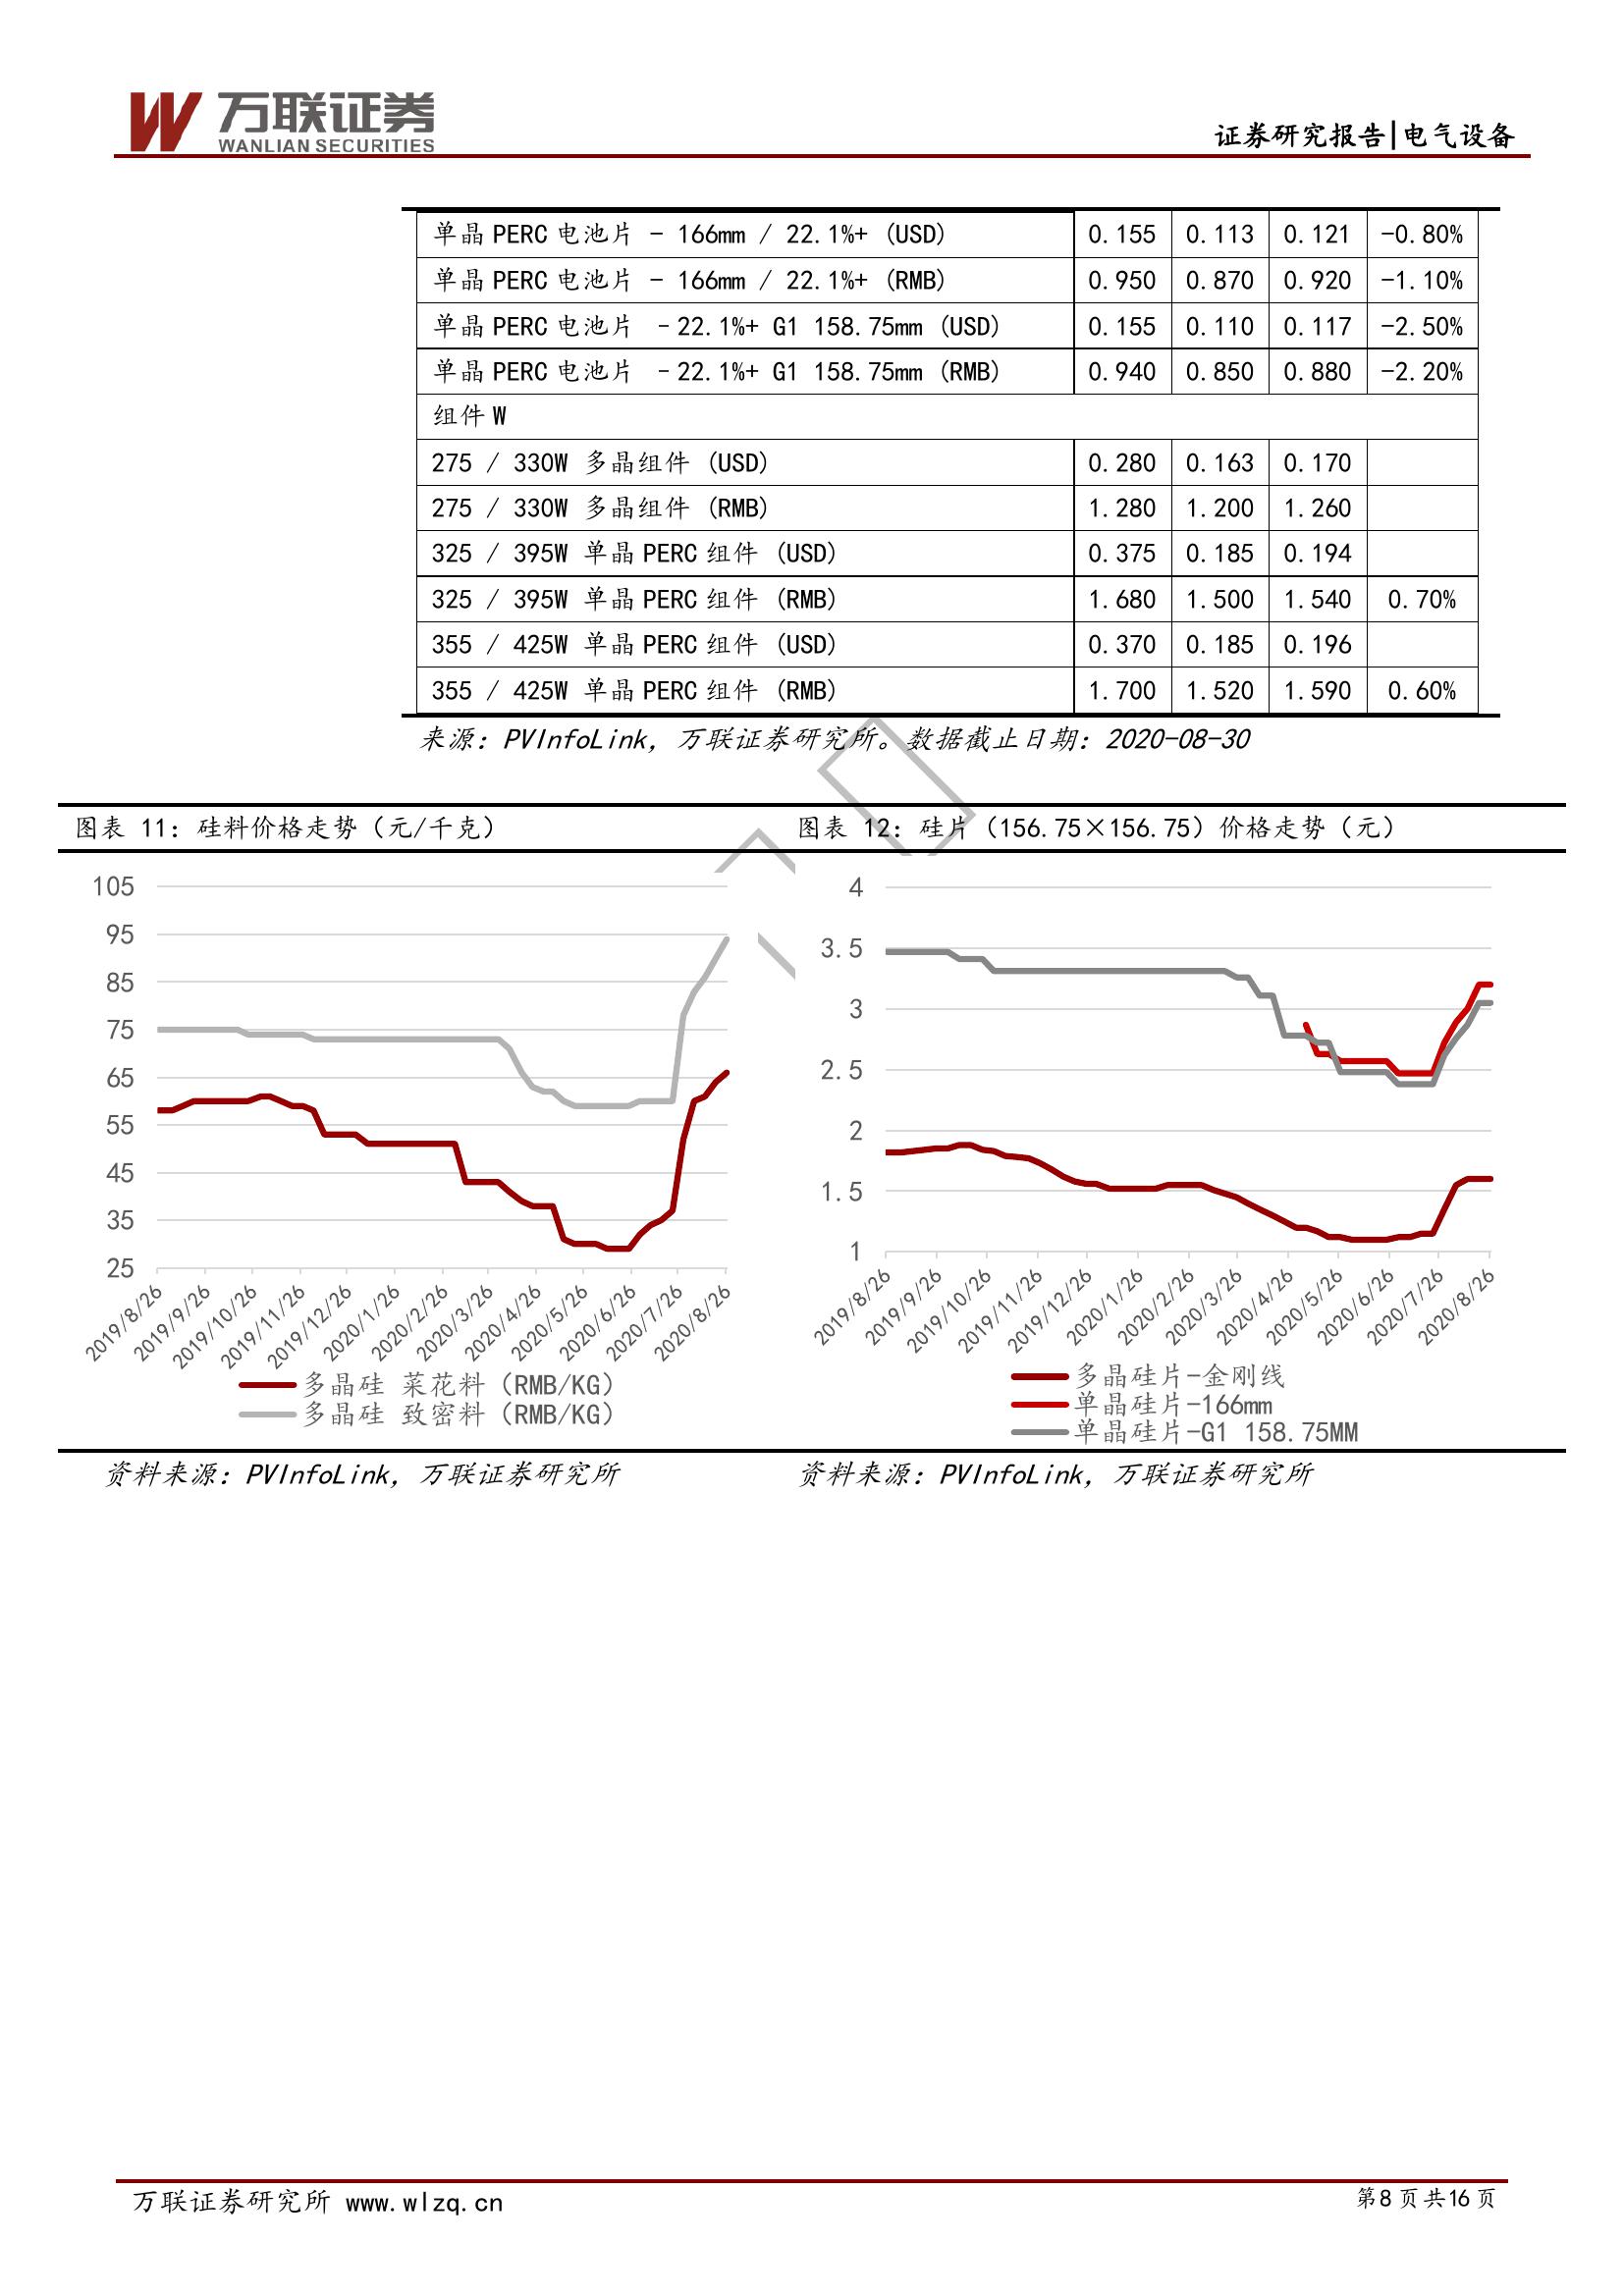 万联证券
WANLIAN SECURITIES
证券研究报告|电气设备
单晶 PERC 电池片 - 166mm / 22.1%+ (USD) 0.155 0.113 0.121 -0.80%
单晶 PERC 电池片 - 166mm / 22.1%+ (RMB) 0.950 0.870 0.920 -1.10%
单晶 PERC 电池片 -22.1%+ G1 158.75mm (USD) 0.155 0.110 0.117 -2.50%
单晶 PERC 电池片 -22.1%+ G1 158.75mm (RMB) 0.940 0.850 0.880 -2.20%
组件 W
275 / 330W 多晶组件 (USD) 0.280 0.163 0.170
275 / 330W 多晶组件 (RMB) 1.280 1.200 1.260
325 / 395W 单晶 PERC 组件 (USD) 0.375 0.185 0.194
325 / 395W 单晶 PERC 组件 (RMB) 1.680 1.500 1.540 0.70%
355 / 425W 单晶 PERC 组件 (USD) 0.370 0.185 0.196
355 / 425W 单晶 PERC 组件 (RMB) 1.700 1.520 1.590 0.60%
来源：PVInfoLink，万联证券研究所。数据截止日期：2020-08-30
图表 11：硅料价格走势（元/千克）
105
95
85
75
65
55
45
35
25
2019/8/26
2019/9/26
2019/10/26
2019/11/26
2019/12/26
2020/1/26
2020/2/26
2020/3/26
2020/4/26
2020/5/26
2020/6/26
2020/7/26
2020/8/26
多晶硅 菜花料（RMB/KG）
多晶硅 致密料（RMB/KG）
资料来源：PVInfoLink，万联证券研究所
图表 12：硅片（156.75×156.75）价格走势（元）
4
3.5
3
2.5
2
1.5
1
2019/8/26
2019/9/26
2019/10/26
2019/11/26
2019/12/26
2020/1/26
2020/2/26
2020/3/26
2020/4/26
2020/5/26
2020/6/26
2020/7/26
2020/8/26
多晶硅片-金刚线
单晶硅片-166mm
单晶硅片-G1 158.75MM
资料来源：PVInfoLink，万联证券研究所
万联证券研究所 www.wlzq.cn
第8页共16页